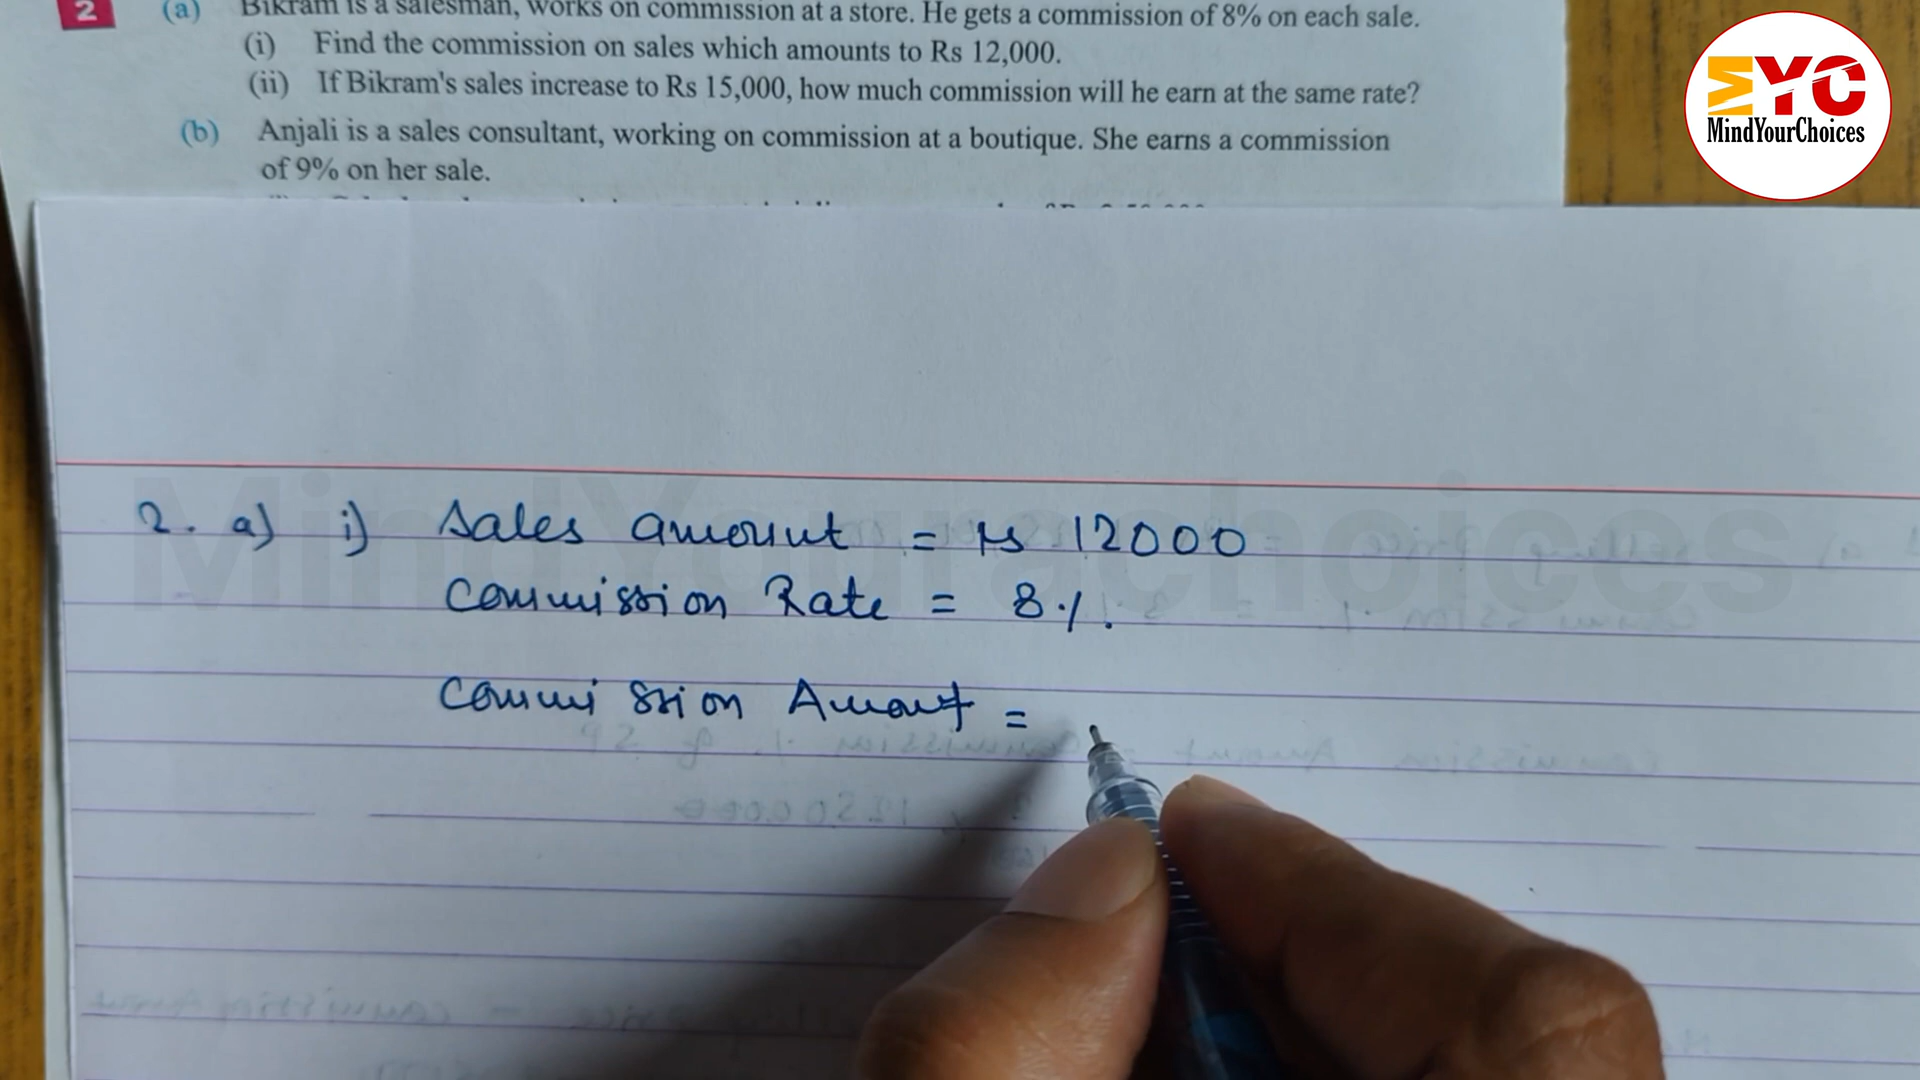 2 (a) Bikram is a salesman, works on commission at a store. He gets a commission of 8% on each sale.
(i) Find the commission on sales which amounts to Rs 12,000.
(ii) If Bikram's sales increase to Rs 15,000, how much commission will he earn at the same rate?
(b) Anjali is a sales consultant, working on commission at a boutique. She earns a commission
of 9% on her sale.
MYC
MindYourChoices
MindYourachoices
2. a) i) Sales amount = Rs 12000
Commission Rate = 8%.
Commission Amount =